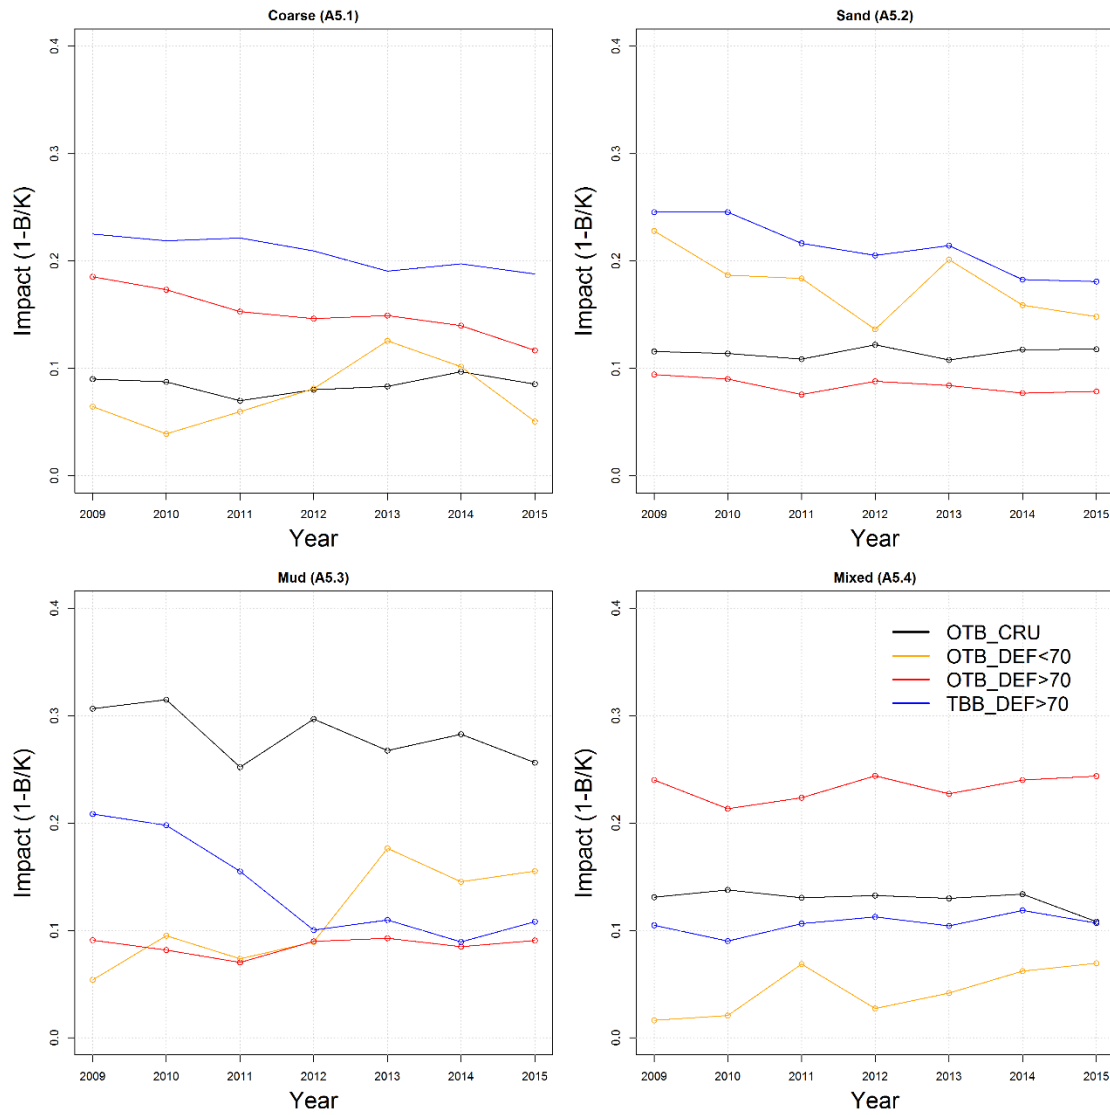 Coarse (A5.1)
Impact (1-B/K)
0.4
0.3
0.2
0.1
0.0
2009 2010 2011 2012 2013 2014 2015
Year
Sand (A5.2)
Impact (1-B/K)
0.4
0.3
0.2
0.1
0.0
2009 2010 2011 2012 2013 2014 2015
Year
Mud (A5.3)
Impact (1-B/K)
0.4
0.3
0.2
0.1
0.0
2009 2010 2011 2012 2013 2014 2015
Year
Mixed (A5.4)
Impact (1-B/K)
0.4
0.3
0.2
0.1
0.0
OTB_CRU
OTB_DEF<70
OTB_DEF>70
TBB_DEF>70
2009 2010 2011 2012 2013 2014 2015
Year